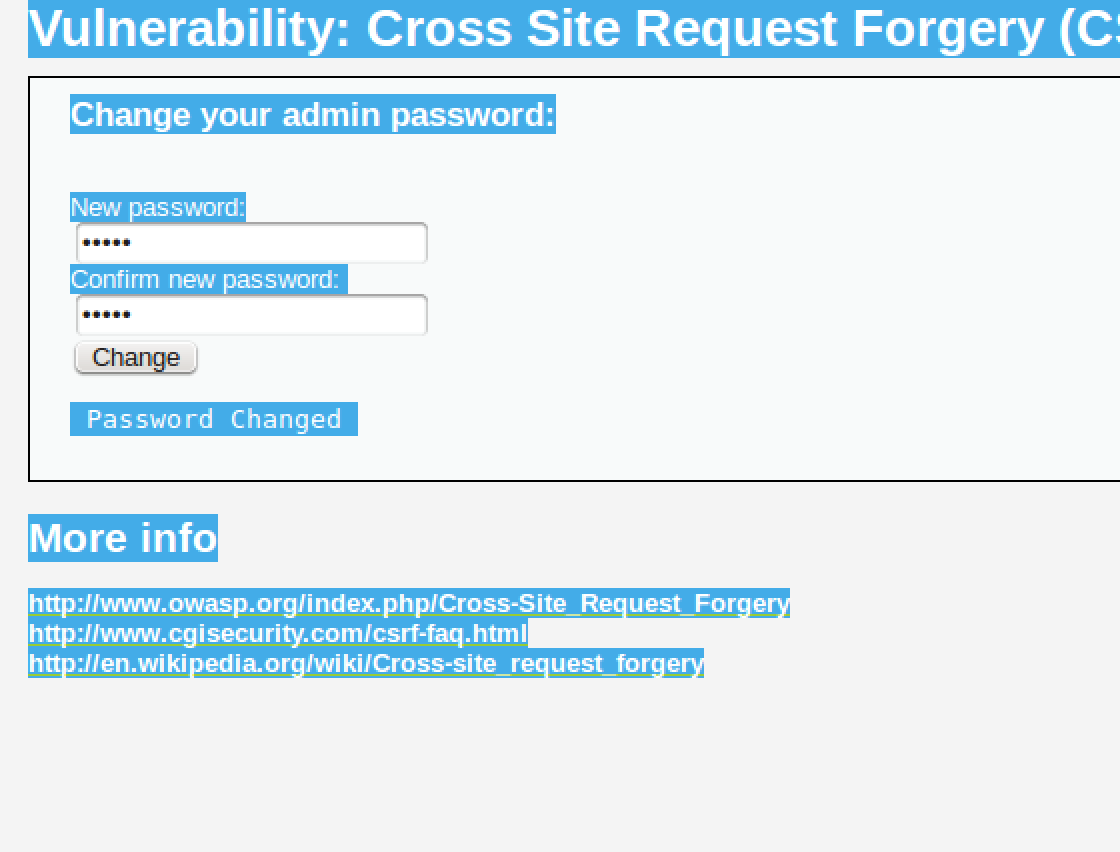 Vulnerability: Cross Site Request Forgery (CS
Change your admin password:
New password:
•••••
Confirm new password:
•••••
Change
Password Changed
More info
http://www.owasp.org/index.php/Cross-Site_Request_Forgery
http://www.cgisecurity.com/csrf-faq.html
http://en.wikipedia.org/wiki/Cross-site_request_forgery